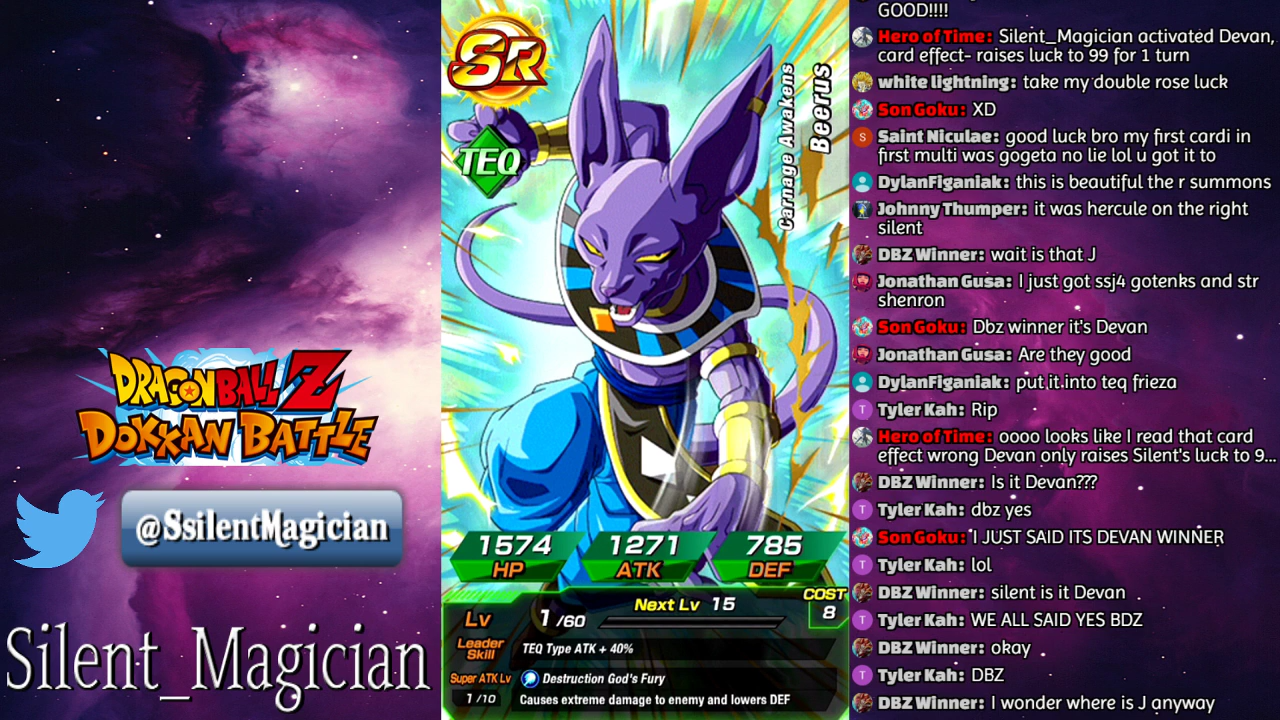 DRAGONBALL Z
DOKKAN BATTLE
@SsilentMagician
Silent_Magician
SR
TEQ
Carnage Awakens
Beerus
1574
HP
1271
ATK
785
DEF
Lv 1/60
Next Lv 15
COST
8
Leader
Skill
TEQ Type ATK + 40%
Super ATK Lv
1/10
Destruction God's Fury
Causes extreme damage to enemy and lowers DEF
GOOD!!!!
Hero of Time: Silent_Magician activated Devan,
card effect- raises luck to 99 for 1 turn
white lightning: take my double rose luck
Son Goku: XD
S
Saint Niculae: good luck bro my first cardi in
first multi was gogeta no lie lol u got it to
DylanFiganiak: this is beautiful the r summons
Johnny Thumper: it was hercule on the right
silent
DBZ Winner: wait is that J
Jonathan Gusa: I just got ssj4 gotenks and str
shenron
Son Goku: Dbz winner it's Devan
Jonathan Gusa: Are they good
DylanFiganiak: put it into teq frieza
T
Tyler Kah: Rip
Hero of Time: oooo looks like I read that card
effect wrong Devan only raises Silent's luck to 9...
DBZ Winner: Is it Devan???
T
Tyler Kah: dbz yes
Son Goku: 'I JUST SAID ITS DEVAN WINNER
T
Tyler Kah: lol
DBZ Winner: silent is it Devan
T
Tyler Kah: WE ALL SAID YES BDZ
DBZ Winner: okay
T
Tyler Kah: DBZ
DBZ Winner: I wonder where is J anyway